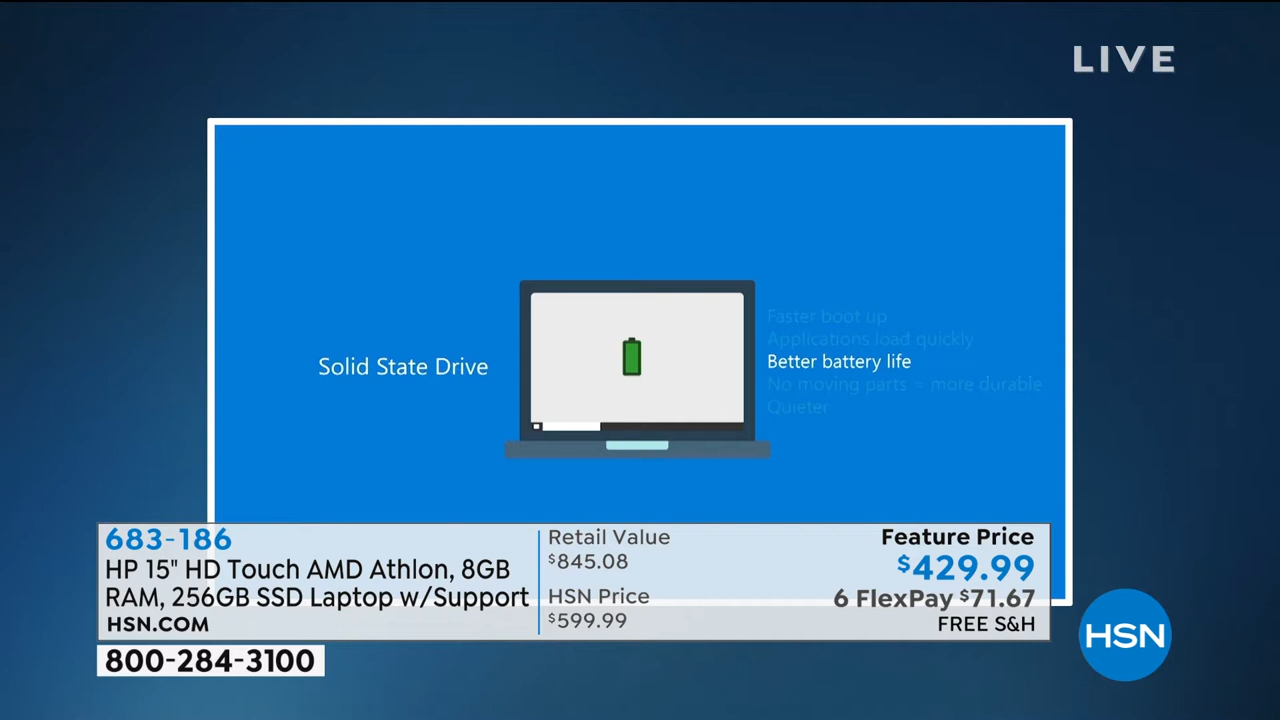 LIVE
Solid State Drive
Faster boot up
Applications load quickly
Better battery life
No moving parts = more durable
Quieter
683-186
HP 15" HD Touch AMD Athlon, 8GB
RAM, 256GB SSD Laptop w/Support
HSN.COM
Retail Value
$845.08
HSN Price
$599.99
Feature Price
$429.99
6 FlexPay $71.67
FREE S&H
800-284-3100
HSN